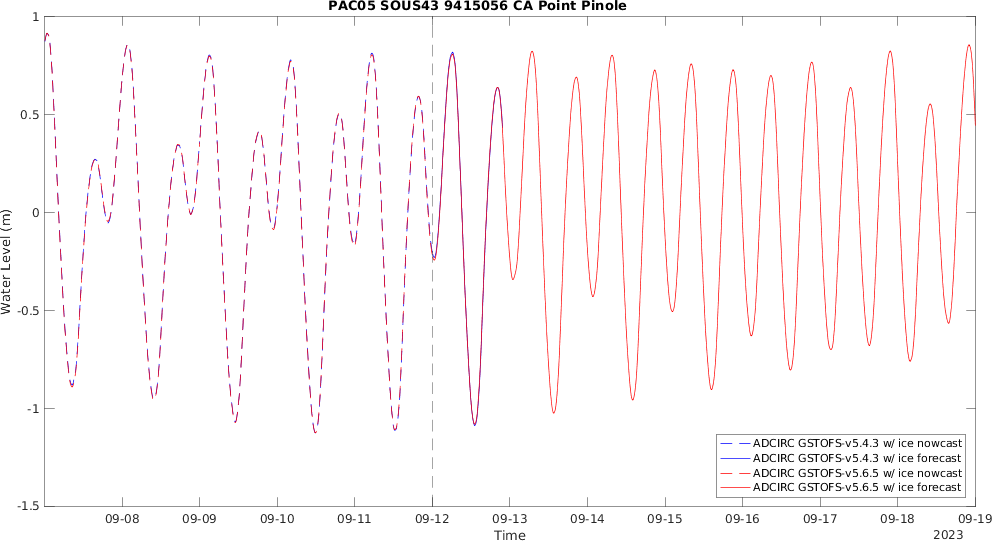 PAC05 SOUS43 9415056 CA Point Pinole
1
0.5
0
-0.5
-1
-1.5
Water Level (m)
ADCIRC GSTOFS-v5.4.3 w/ ice nowcast
ADCIRC GSTOFS-v5.4.3 w/ ice forecast
ADCIRC GSTOFS-v5.6.5 w/ ice nowcast
ADCIRC GSTOFS-v5.6.5 w/ ice forecast
09-08 09-09 09-10 09-11 09-12 09-13 09-14 09-15 09-16 09-17 09-18 09-19
Time
2023